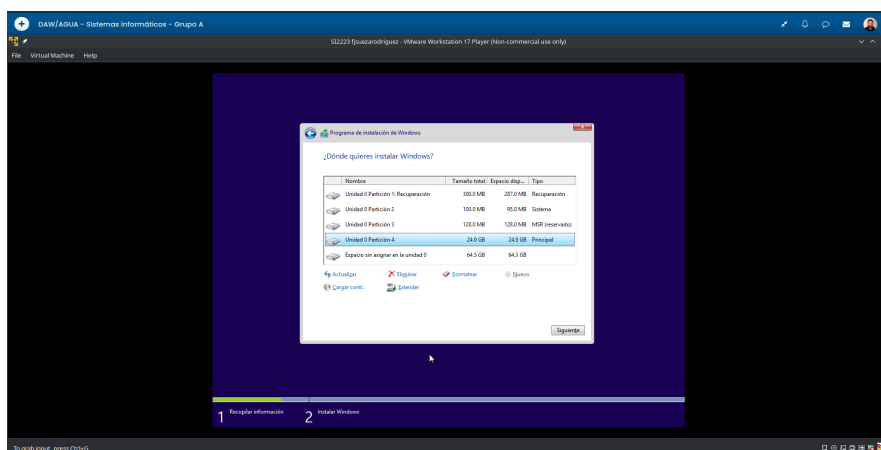 DAW/AGUA - Sistemas informáticos - Grupo A
SI2223 fjsuezarodriguez - VMware Workstation 17 Player (Non-commercial use only)
File Virtual Machine Help
Programa de instalación de Windows
¿Dónde quieres instalar Windows?
Nombre Tamaño total Espacio disp... Tipo
Unidad 0 Partición 1: Recuperación 300.0 MB 287.0 MB Recuperación
Unidad 0 Partición 2 100.0 MB 95.0 MB Sistema
Unidad 0 Partición 3 128.0 MB 128.0 MB MSR (reservado)
Unidad 0 Partición 4 24.9 GB 24.9 GB Principal
Espacio sin asignar en la unidad 0 64.5 GB 64.5 GB
Actualizar Eliminar Formatear Nuevo
Cargar contr. Extender
Siguiente
1 Recopilar información 2 Instalar Windows
To grab input, press Ctrl+G